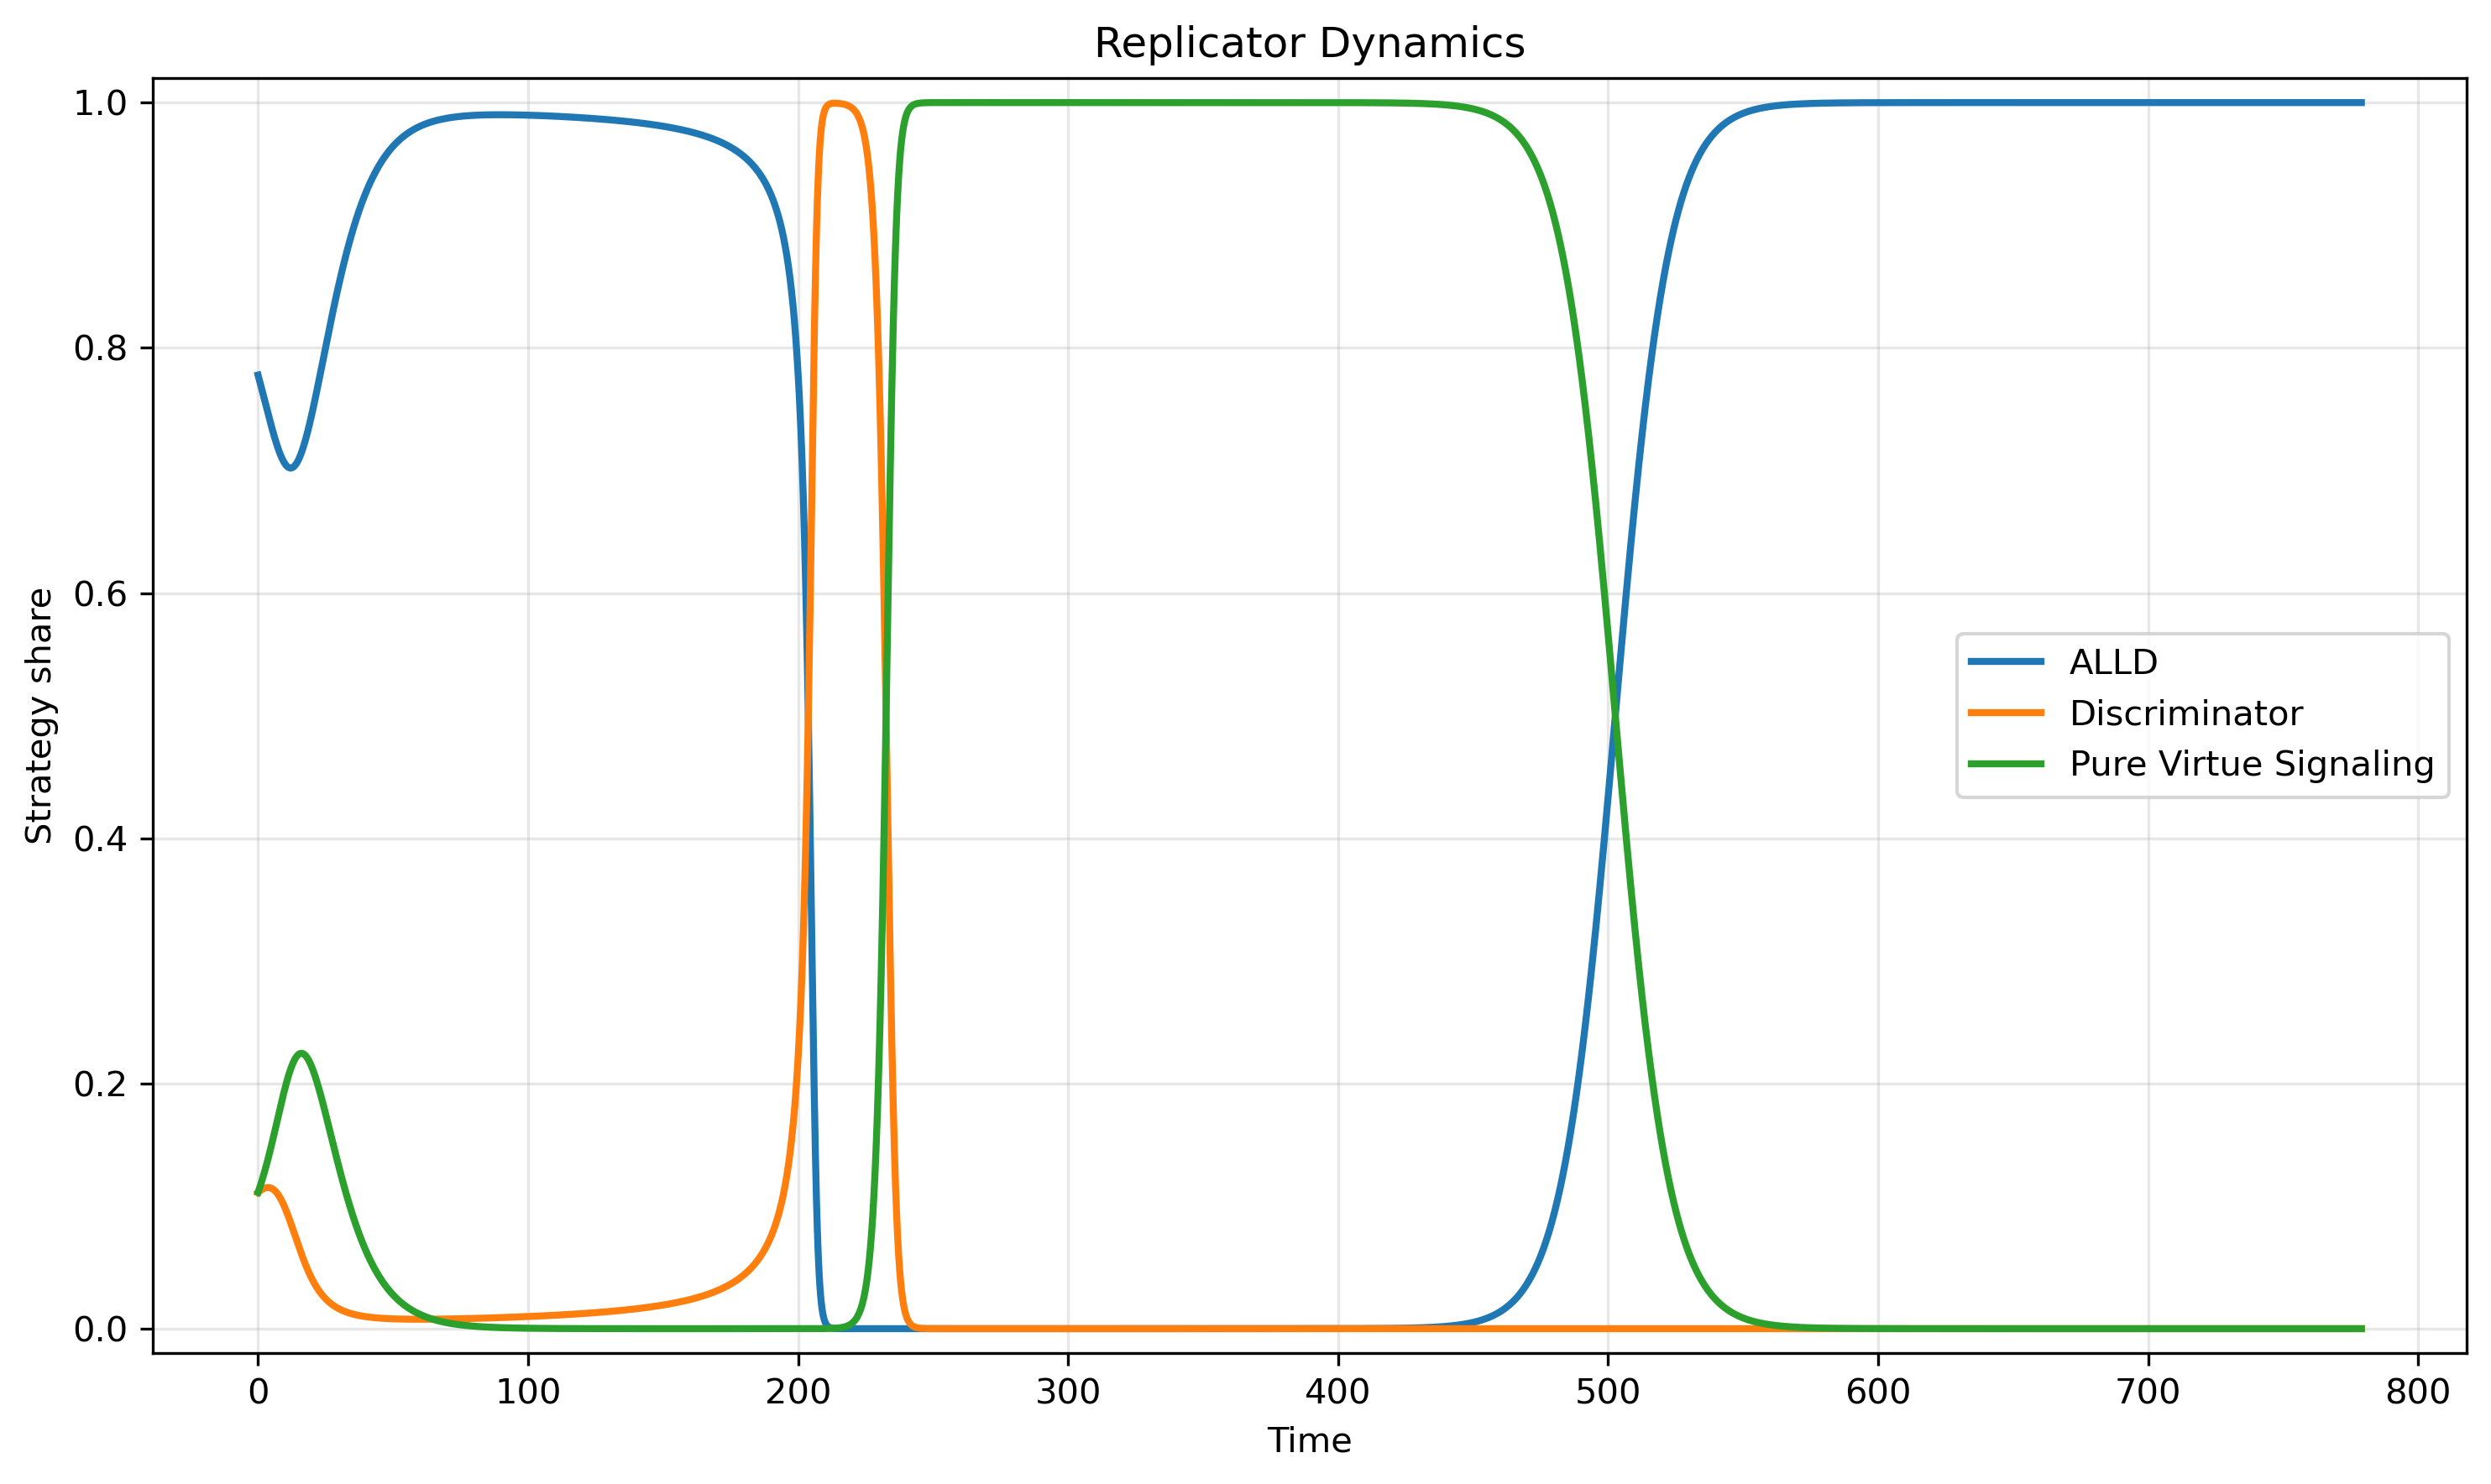 Replicator Dynamics
1.0
0.8
0.6
0.4
0.2
0.0
Strategy share
ALLD
Discriminator
Pure Virtue Signaling
0 100 200 300 400 500 600 700 800
Time